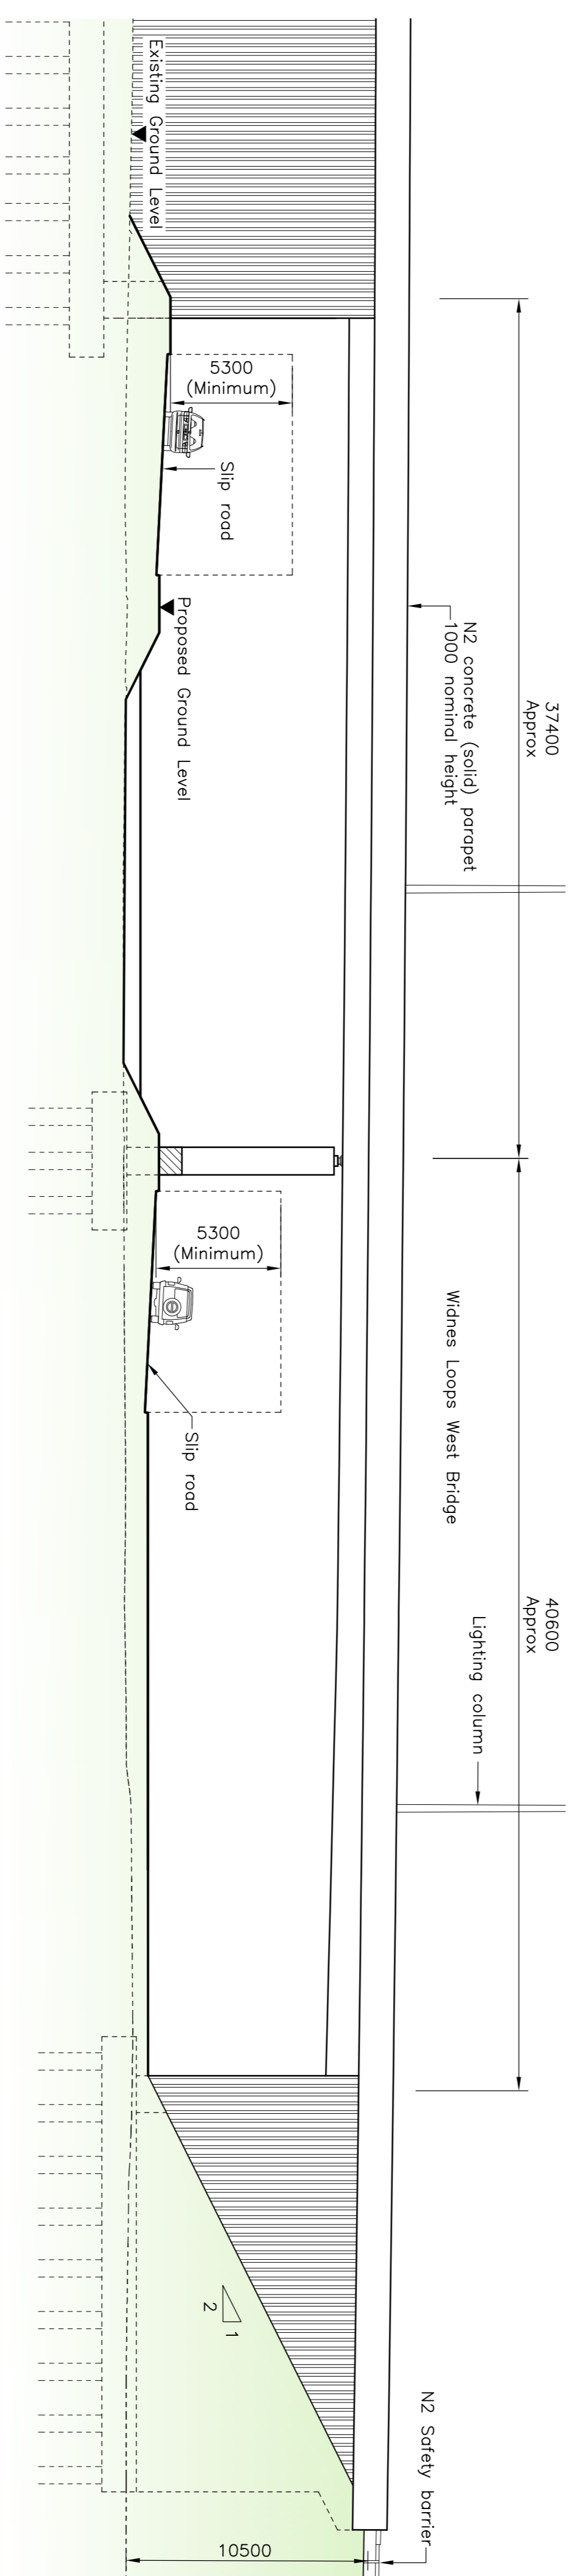 37400
Approx
40600
Approx
N2 concrete (solid) parapet
1000 nominal height
Widnes Loops West Bridge
Lighting column
N2 Safety barrier
Existing Ground Level
5300
(Minimum)
Slip road
Proposed Ground Level
5300
(Minimum)
Slip road
1
2
10500